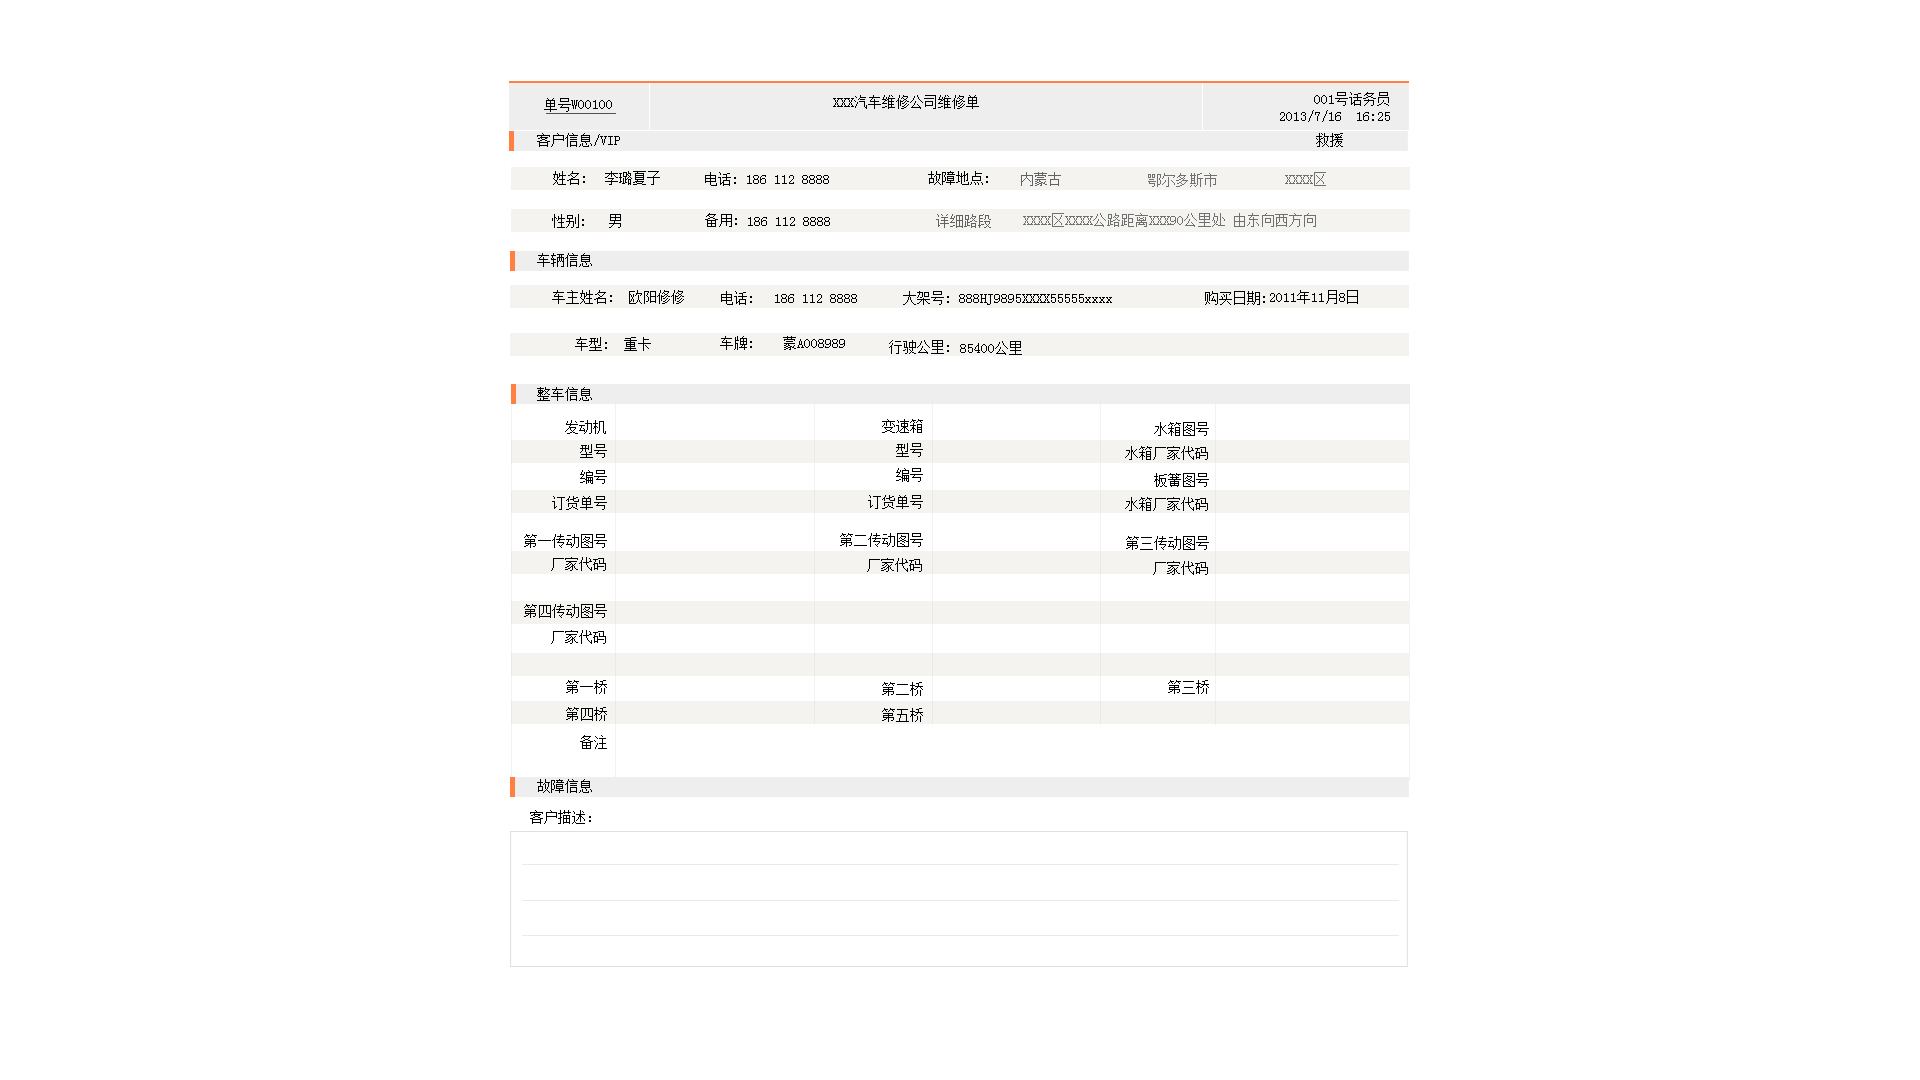 单号W00100 XXX汽车维修公司维修单 001号话务员
2013/7/16 16:25
客户信息/VIP 救援
姓名: 李璐夏子 电话: 186 112 8888 故障地点: 内蒙古 鄂尔多斯市 XXXX区
性别: 男 备用: 186 112 8888 详细路段 XXXX区XXXX公路距离XXX90公里处 由东向西方向
车辆信息
车主姓名: 欧阳修修 电话: 186 112 8888 大架号: 888HJ9895XXXX55555xxxx 购买日期:2011年11月8日
车型: 重卡 车牌: 蒙A008989 行驶公里: 85400公里
整车信息
发动机 变速箱 水箱图号
型号 型号 水箱厂家代码
编号 编号 板簧图号
订货单号 订货单号 水箱厂家代码
第一传动图号 第二传动图号 第三传动图号
厂家代码 厂家代码 厂家代码
第四传动图号
厂家代码
第一桥 第二桥 第三桥
第四桥 第五桥
备注
故障信息
客户描述: